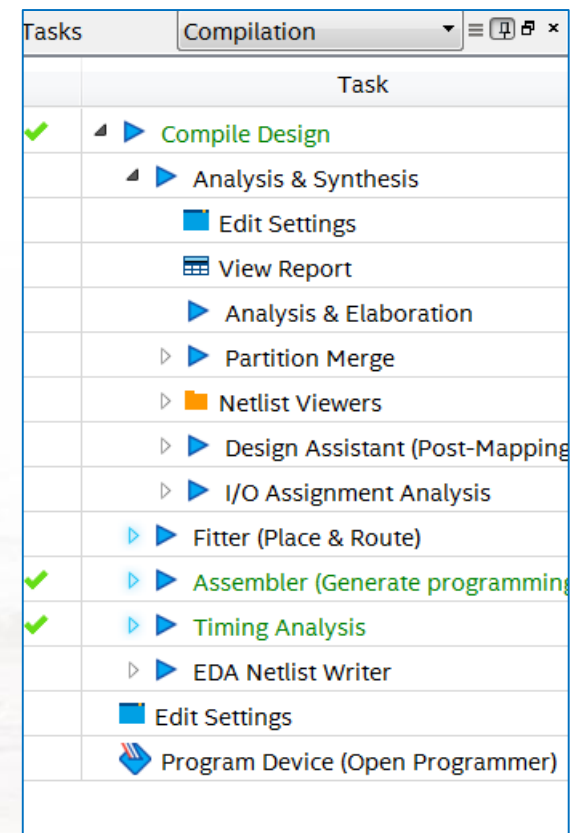 Tasks Compilation
Task
Compile Design
Analysis & Synthesis
Edit Settings
View Report
Analysis & Elaboration
Partition Merge
Netlist Viewers
Design Assistant (Post-Mapping
I/O Assignment Analysis
Fitter (Place & Route)
Assembler (Generate programming
Timing Analysis
EDA Netlist Writer
Edit Settings
Program Device (Open Programmer)